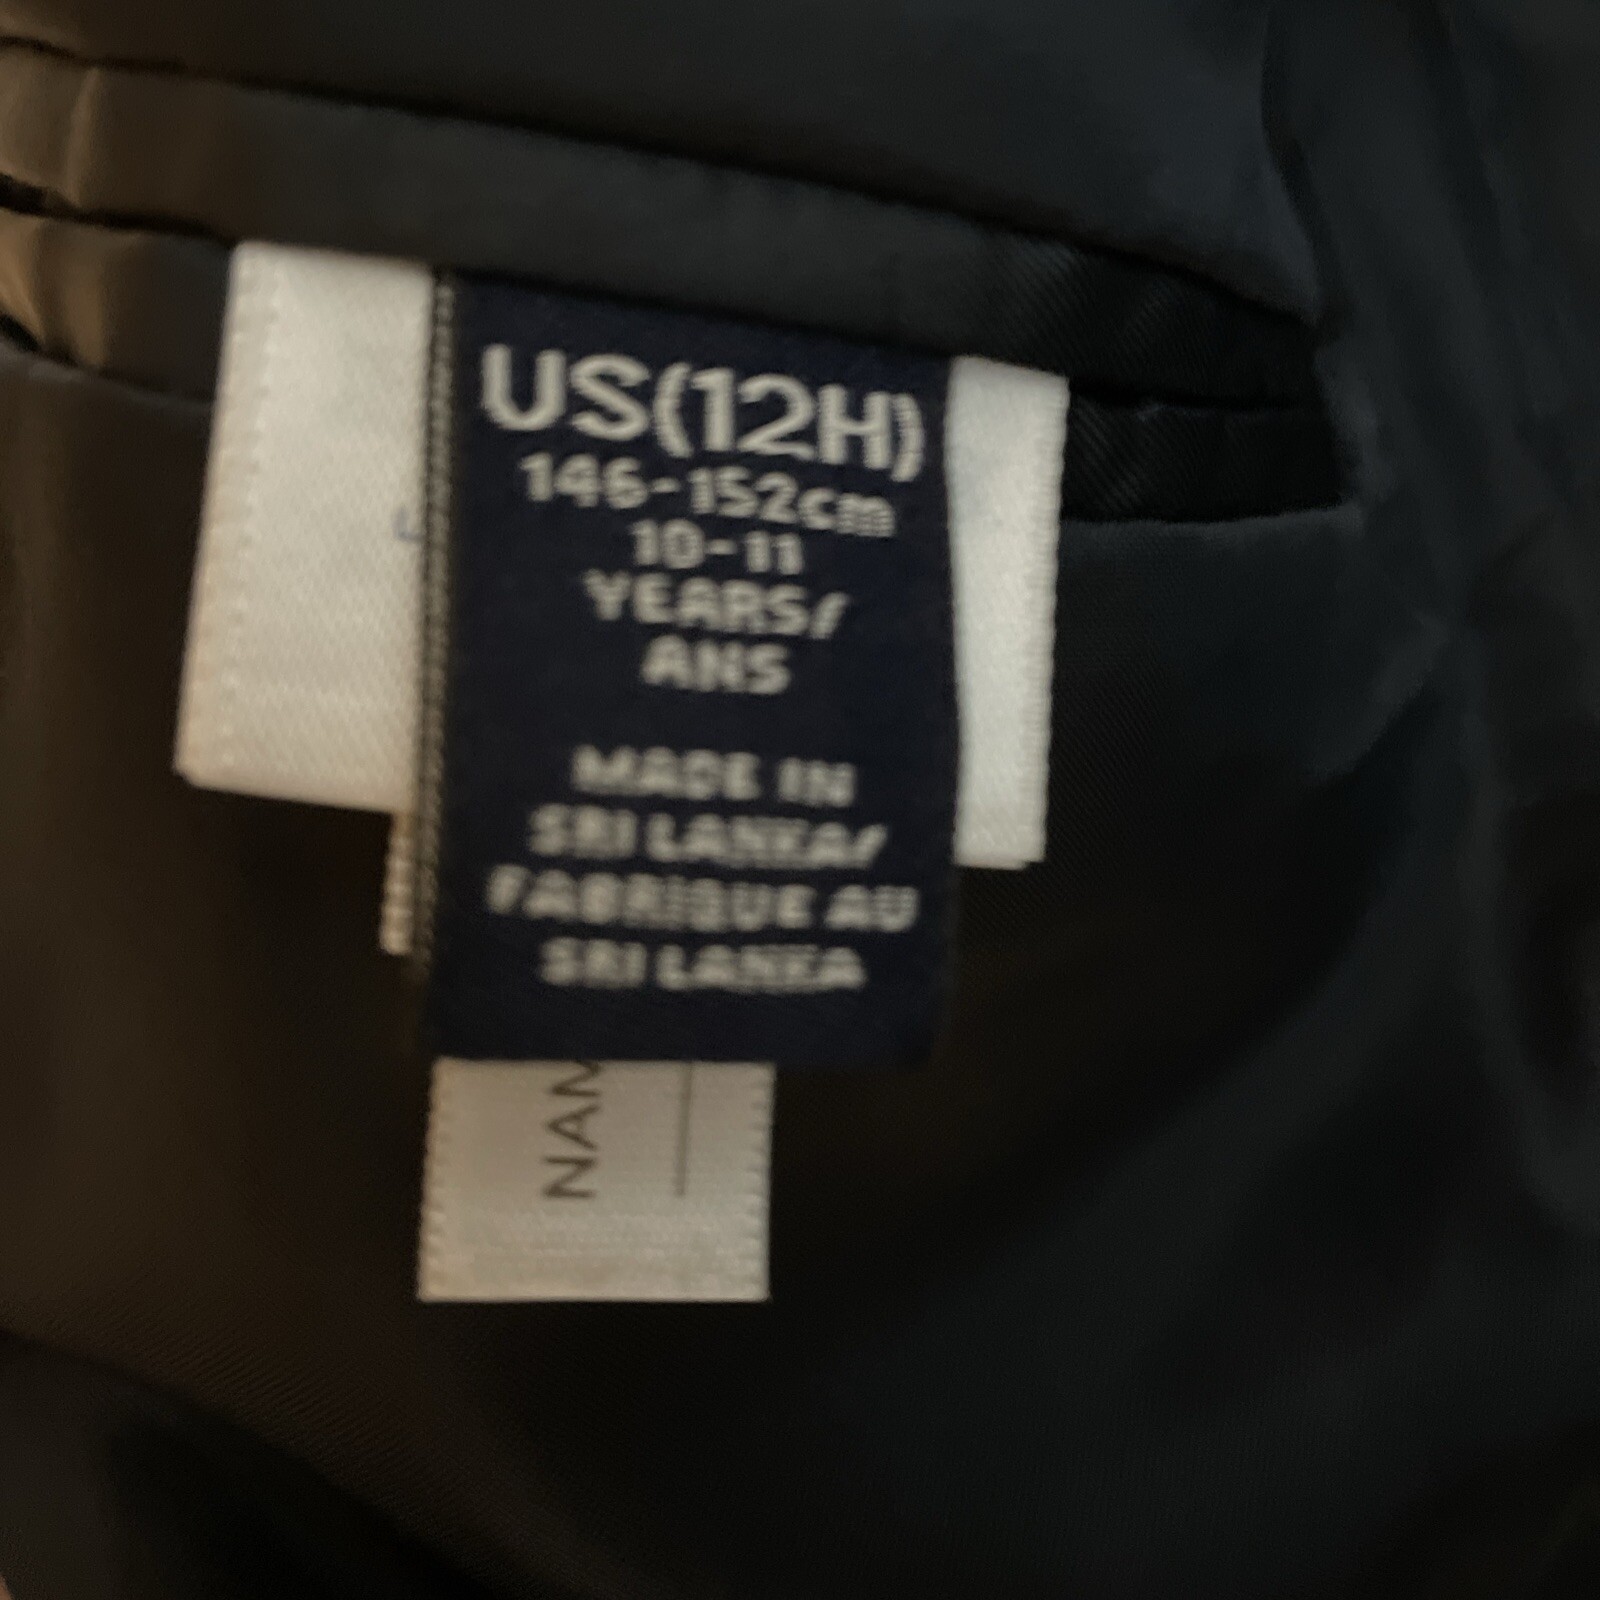 US(12H)
146-152cm
10-11
YEARS/
ANS
MADE IN
SRI LANKA/
FABRIQUE AU
SRI LANKA
NAM